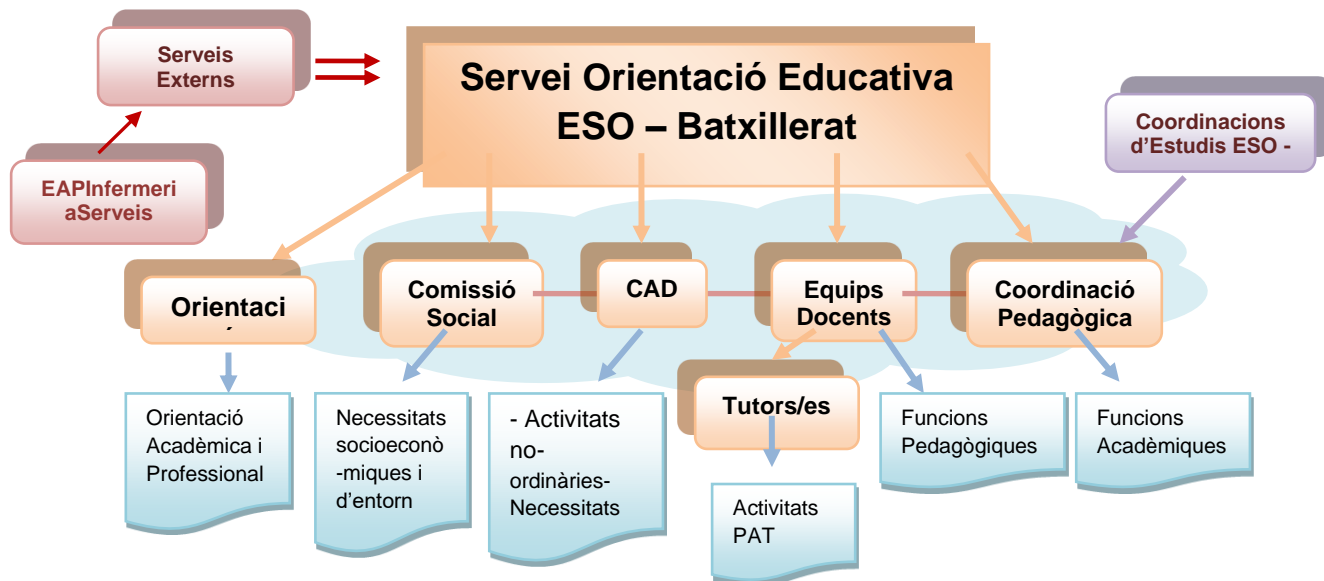 Serveis
Externs
Servei Orientació Educativa
ESO – Batxillerat
Coordinacions
d'Estudis ESO -
EAPInfermeri
aServeis
Orientaci
Comissió
Social
CAD
Equips
Docents
Coordinació
Pedagògica
Tutors/es
Orientació
Acadèmica i
Professional
Necessitats
socioeconò
-miques i
d'entorn
- Activitats
no-
ordinàries-
Necessitats
Activitats
PAT
Funcions
Pedagògiques
Funcions
Acadèmiques